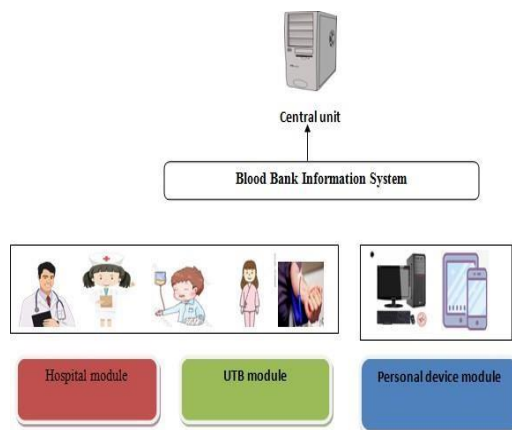 Central unit
Blood Bank Information System
Hospital module
UTB module
Personal device module